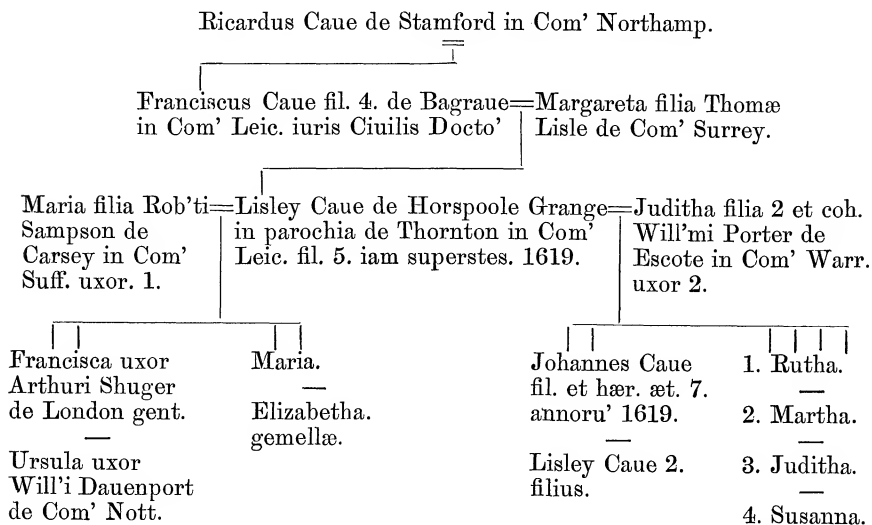 Ricardus Caue de Stamford in Com' Northamp.
Franciscus Caue fil. 4. de Bagraue=Margareta filia Thomæ
in Com' Leic. iuris Ciuilis Docto' Lisle de Com' Surrey.
Maria filia Rob'ti=Lisley Caue de Horspoole Grange=Juditha filia 2 et coh.
Sampson de in parochia de Thornton in Com' Will'mi Porter de
Carsey in Com' Leic. fil. 5. iam superstes. 1619. Escote in Com' Warr.
Suff. uxor. 1. uxor 2.
Francisca uxor
Arthuri Shuger
de London gent.
—
Ursula uxor
Will'i Dauenport
de Com' Nott.
Maria.
—
Elizabetha.
gemellæ.
Johannes Caue
fil. et hær. æt. 7.
annoru' 1619.
—
Lisley Caue 2.
filius.
1. Rutha.
—
2. Martha.
—
3. Juditha.
—
4. Susanna.